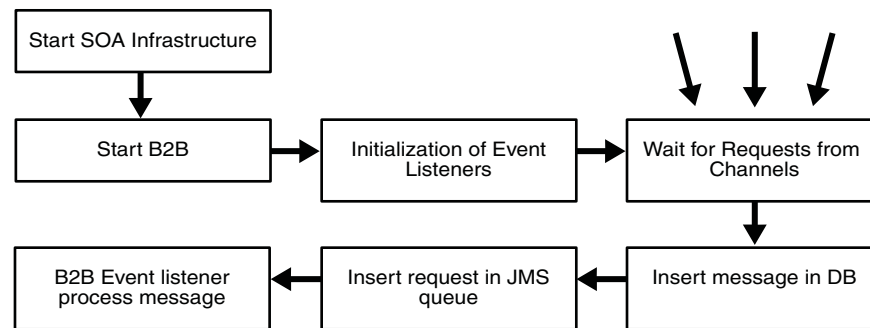 Start SOA Infrastructure
Start B2B
Initialization of Event
Listeners
Wait for Requests from
Channels
Insert message in DB
Insert request in JMS
queue
B2B Event listener
process message